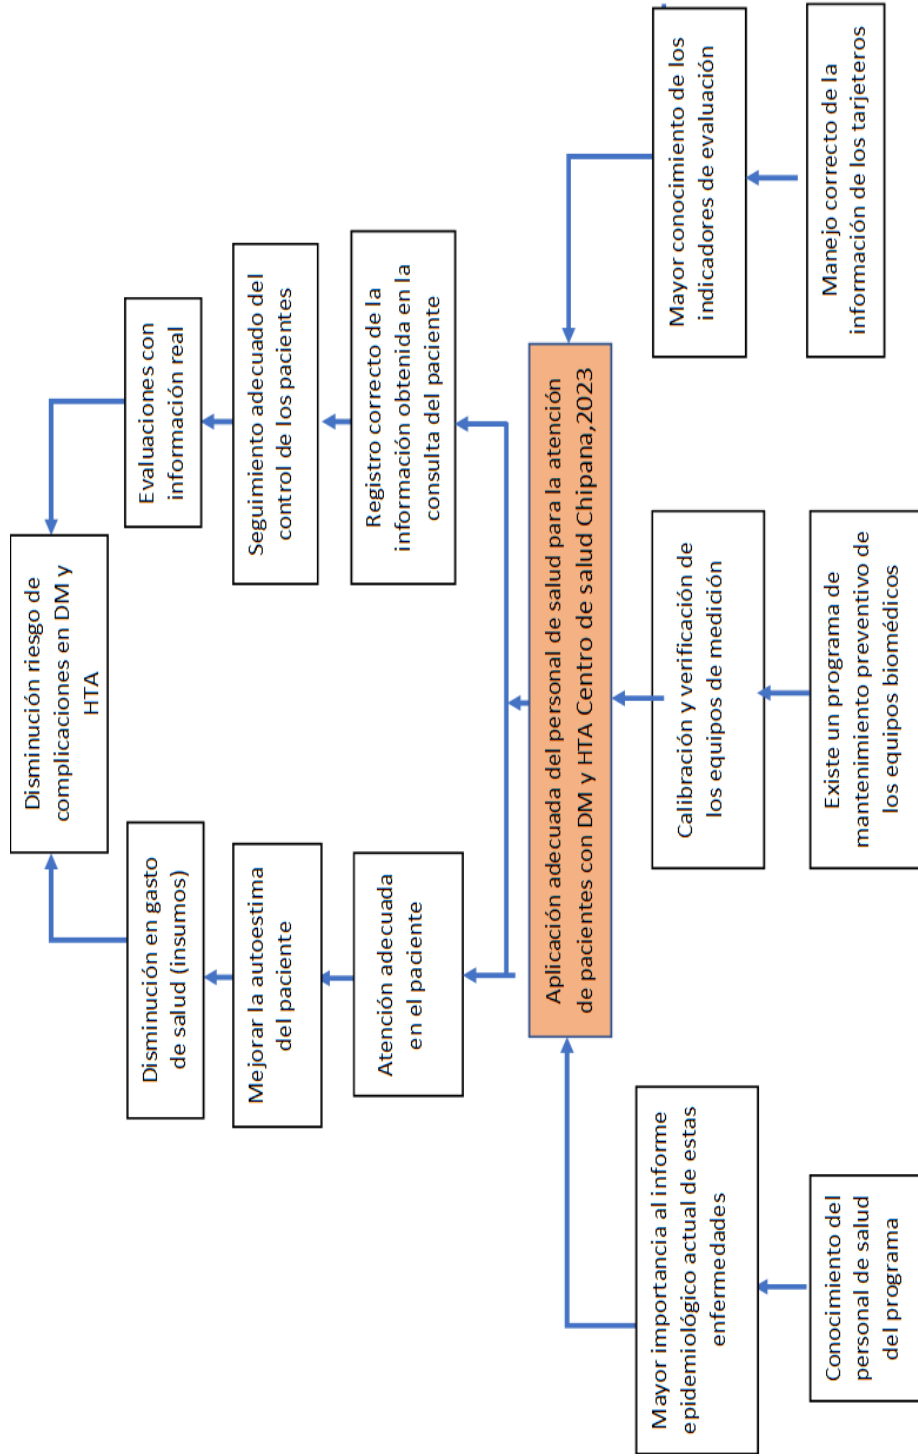 Disminución riesgo de
complicaciones en DM y
HTA
Disminución en gasto
de salud (insumos)
Evaluaciones con
información real
Mejorar la autoestima
del paciente
Seguimiento adecuado del
control de los pacientes
Atención adecuada
en el paciente
Registro correcto de la
información obtenida en la
consulta del paciente
Aplicación adecuada del personal de salud para la atención
de pacientes con DM y HTA Centro de salud Chipana,2023
Mayor importancia al informe
epidemiológico actual de estas
enfermedades
Calibración y verificación de
los equipos de medición
Mayor conocimiento de los
indicadores de evaluación
Conocimiento del
personal de salud
del programa
Existe un programa de
mantenimiento preventivo de
los equipos biomédicos
Manejo correcto de la
información de los tarjeteros